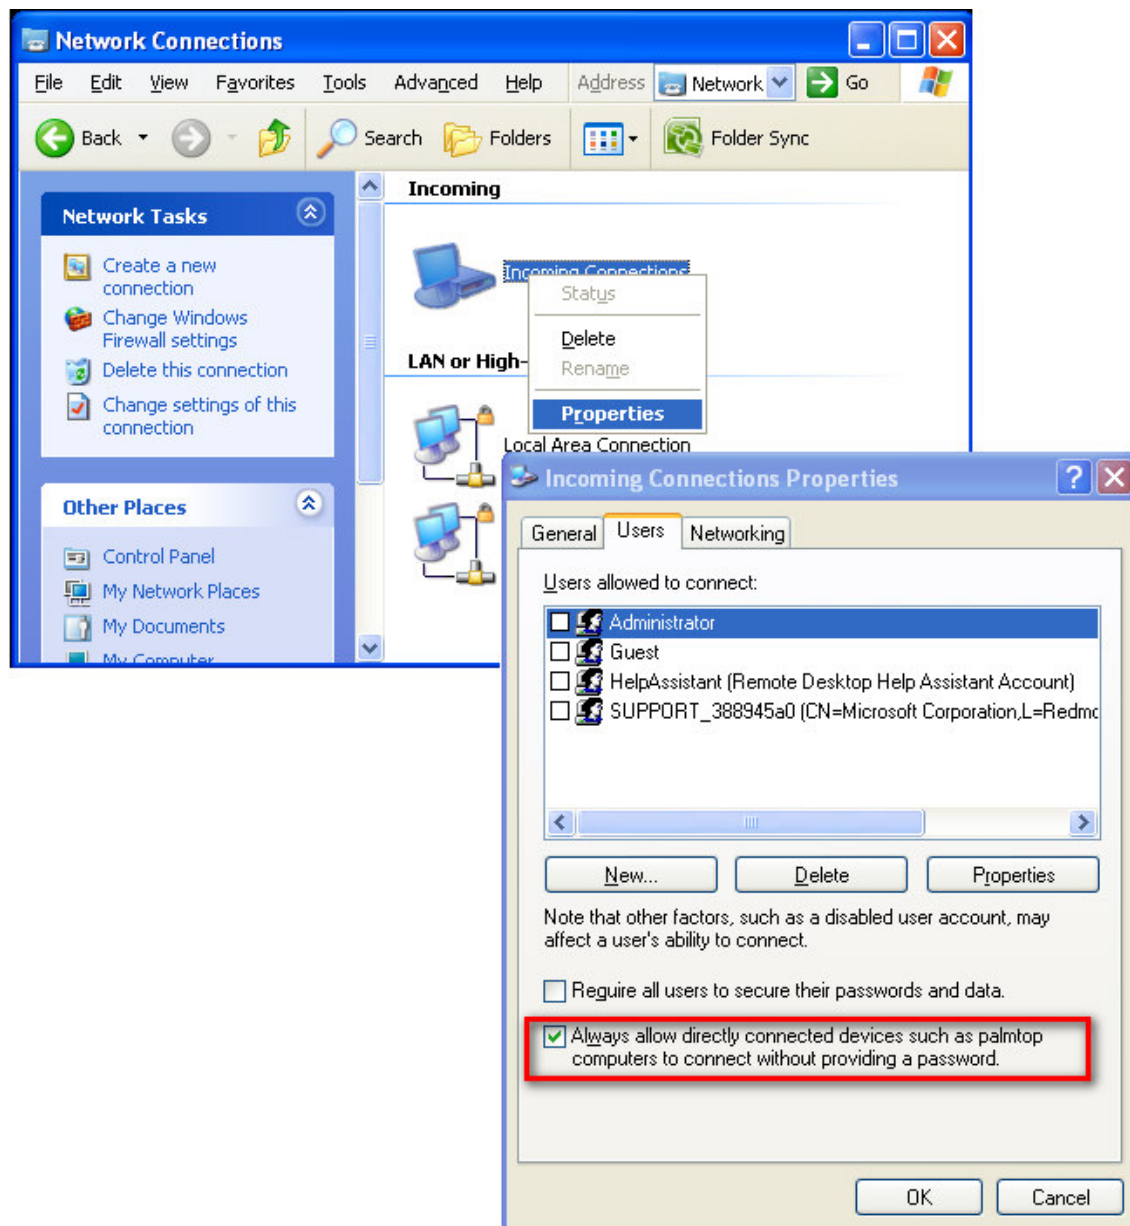 Network Connections
File Edit View Favorites Tools Advanced Help Address Network Go
Back Search Folders Folder Sync
Network Tasks
Create a new
connection
Change Windows
Firewall settings
Delete this connection
Change settings of this
connection
Other Places
Control Panel
My Network Places
My Documents
My Computer
Incoming
Incoming Connections
Status
Delete
Rename
Properties
LAN or High-
Local Area Connection
Incoming Connections Properties
General Users Networking
Users allowed to connect:
Administrator
Guest
HelpAssistant (Remote Desktop Help Assistant Account)
SUPPORT_388945a0 (CN=Microsoft Corporation,L=Redmo
New... Delete Properties
Note that other factors, such as a disabled user account, may
affect a user's ability to connect.
Require all users to secure their passwords and data.
Always allow directly connected devices such as palmtop
computers to connect without providing a password.
OK Cancel